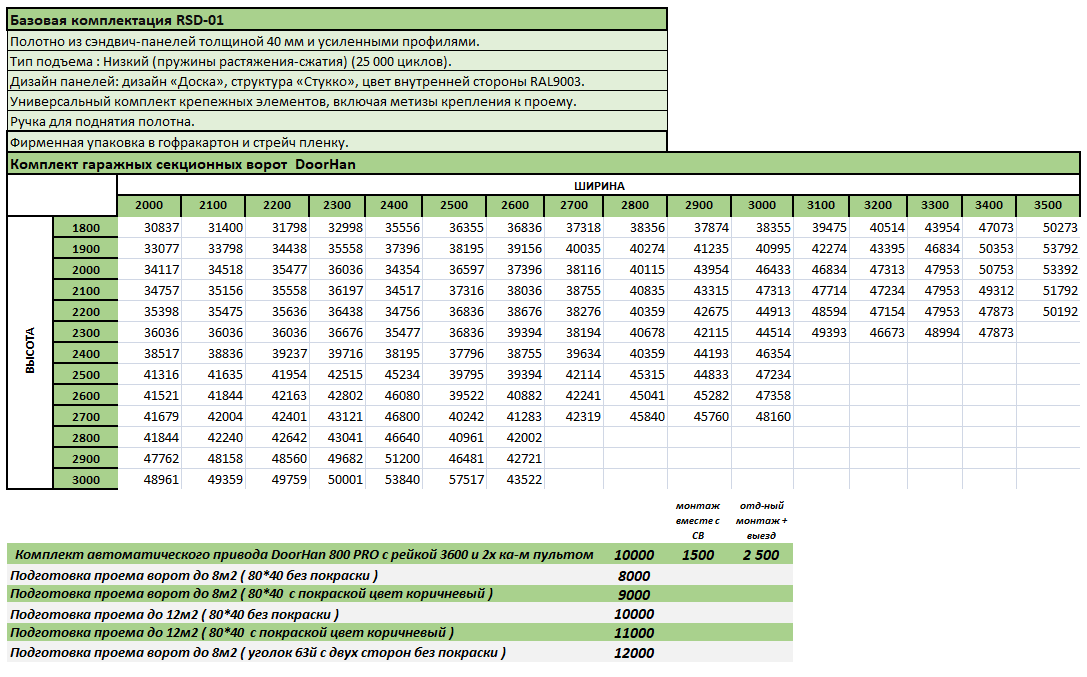 Базовая комплектация RSD-01
Полотно из сэндвич-панелей толщиной 40 мм и усиленными профилями.
Тип подъема : Низкий (пружины растяжения-сжатия) (25 000 циклов).
Дизайн панелей: дизайн «Доска», структура «Стукко», цвет внутренней стороны RAL9003.
Универсальный комплект крепежных элементов, включая метизы крепления к проему.
Ручка для поднятия полотна.
Фирменная упаковка в гофракартон и стрейч пленку.
Комплект гаражных секционных ворот DoorHan
ШИРИНА
2000 2100 2200 2300 2400 2500 2600 2700 2800 2900 3000 3100 3200 3300 3400 3500
ВЫСОТА
1800 30837 31400 31798 32998 35556 36355 36836 37318 38356 37874 38355 39475 40514 43954 47073 50273
1900 33077 33798 34438 35558 37396 38195 39156 40035 40274 41235 40995 42274 43395 46834 50353 53792
2000 34117 34518 35477 36036 34354 36597 37396 38116 40115 43954 46433 46834 47313 47953 50753 53392
2100 34757 35156 35558 36197 34517 37316 38036 38755 40835 43315 47313 47714 47234 47953 49312 51792
2200 35398 35475 35636 36438 34756 36836 38676 38276 40359 42675 44913 48594 47154 47953 47873 50192
2300 36036 36036 36036 36676 35477 36836 39394 38194 40678 42115 44514 49393 46673 48994 47873
2400 38517 38836 39237 39716 38195 37796 38755 39634 40359 44193 46354
2500 41316 41635 41954 42515 45234 39795 39394 42114 45315 44833 47234
2600 41521 41844 42163 42802 46080 39522 40882 42241 45041 45282 47358
2700 41679 42004 42401 43121 46800 40242 41283 42319 45840 45760 48160
2800 41844 42240 42642 43041 46640 40961 42002
2900 47762 48158 48560 49682 51200 46481 42721
3000 48961 49359 49759 50001 53840 57517 43522
монтаж вместе с СВ
отд-ный монтаж + выезд
Комплект автоматического привода DoorHan 800 PRO с рейкой 3600 и 2х ка-м пультом 10000 1500 2 500
Подготовка проема ворот до 8м2 ( 80*40 без покраски ) 8000
Подготовка проема ворот до 8м2 ( 80*40 с покраской цвет коричневый ) 9000
Подготовка проема до 12м2 ( 80*40 без покраски ) 10000
Подготовка проема до 12м2 ( 80*40 с покраской цвет коричневый ) 11000
Подготовка проема ворот до 8м2 ( уголок 63й с двух сторон без покраски ) 12000